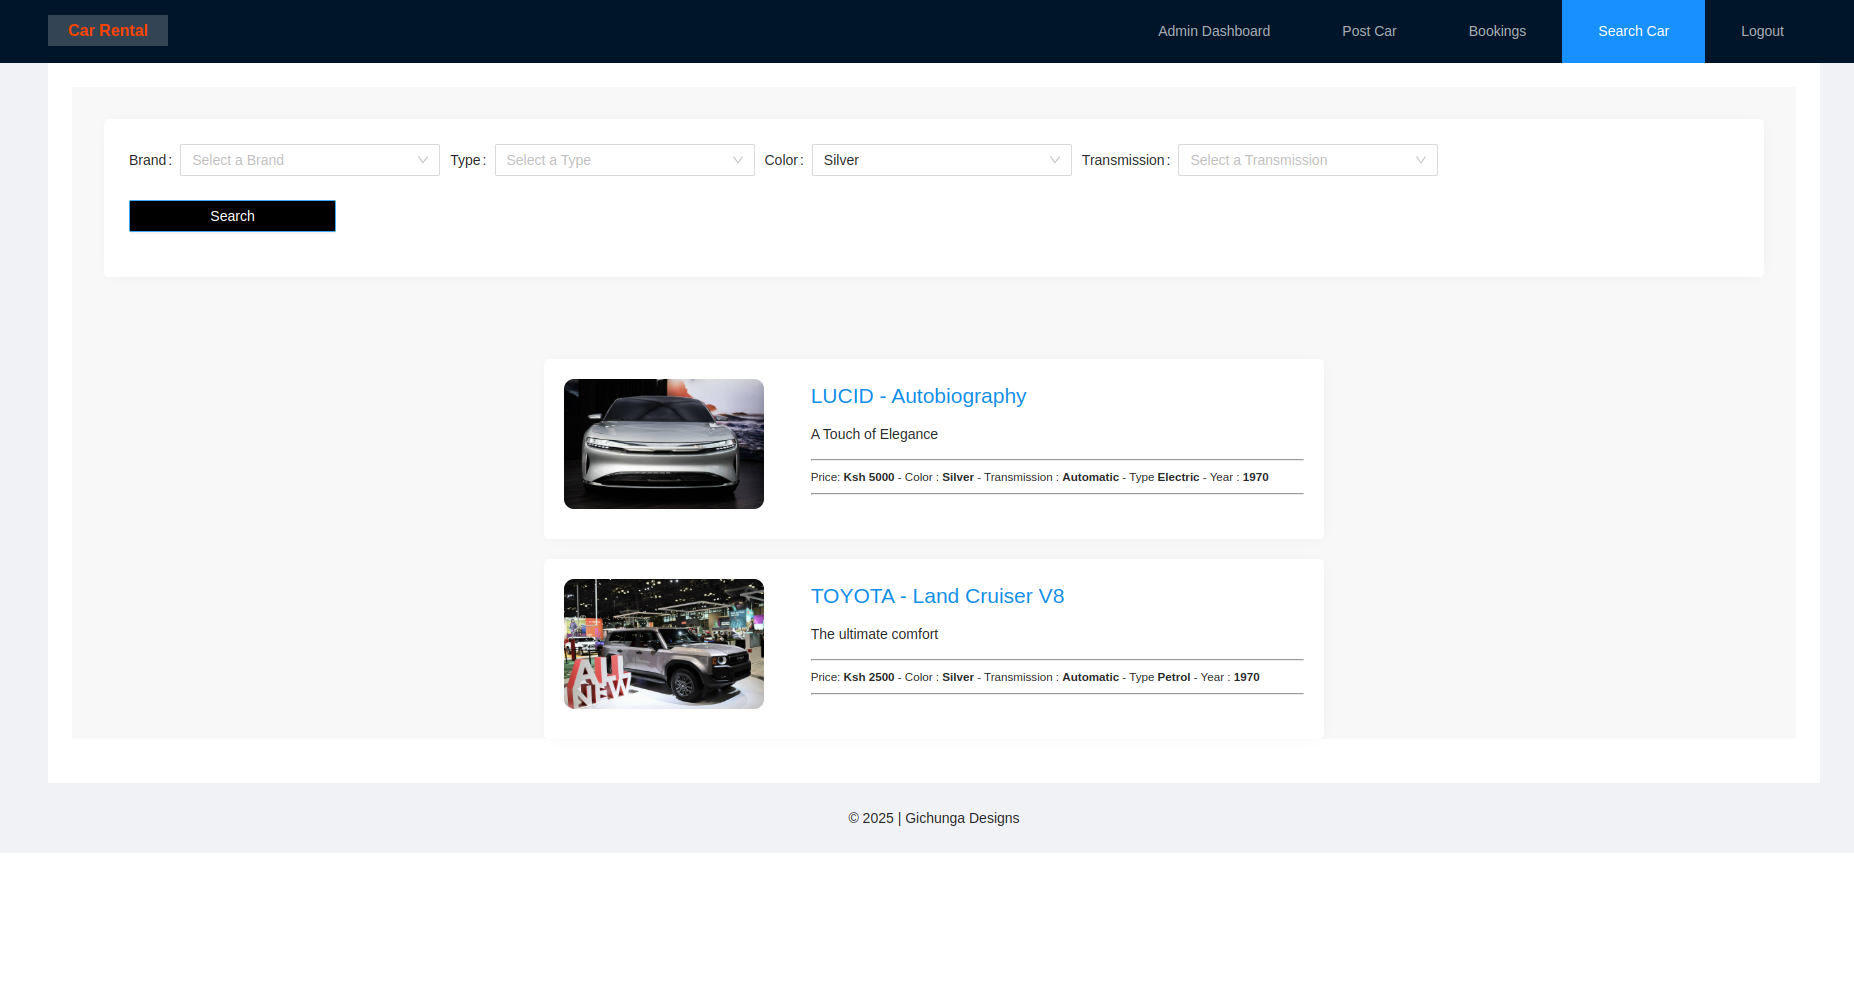 Car Rental
Admin Dashboard Post Car Bookings Search Car Logout
Brand : Select a Brand Type : Select a Type Color : Silver Transmission : Select a Transmission
Search
LUCID - Autobiography
A Touch of Elegance
Price: Ksh 5000 - Color : Silver - Transmission : Automatic - Type Electric - Year : 1970
TOYOTA - Land Cruiser V8
The ultimate comfort
Price: Ksh 2500 - Color : Silver - Transmission : Automatic - Type Petrol - Year : 1970
ALL
NEW
© 2025 | Gichunga Designs